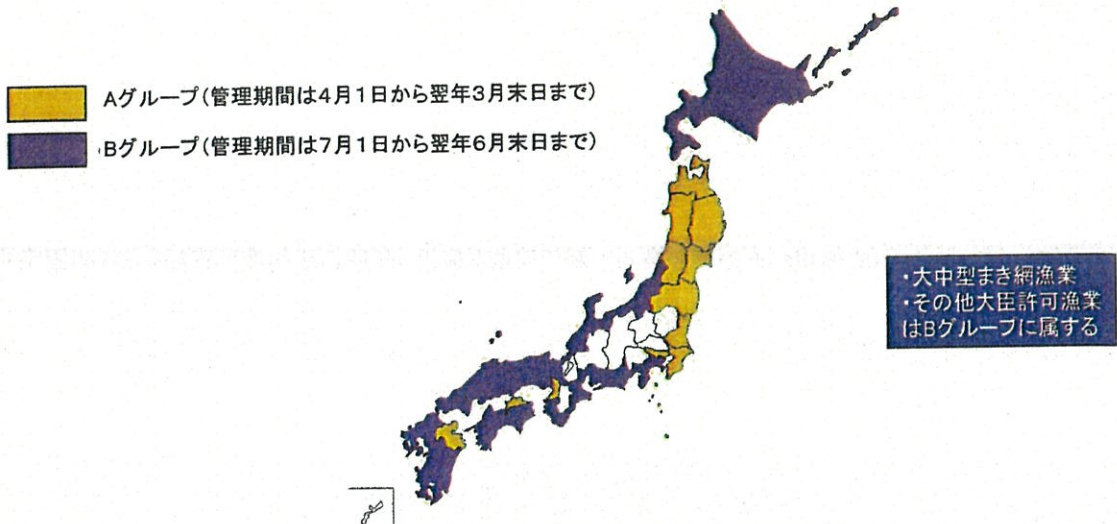 Aグループ(管理期間は4月1日から翌年3月末日まで)
Bグループ(管理期間は7月1日から翌年6月末日まで)
・大中型まき網漁業
・その他大臣許可漁業
はBグループに属する